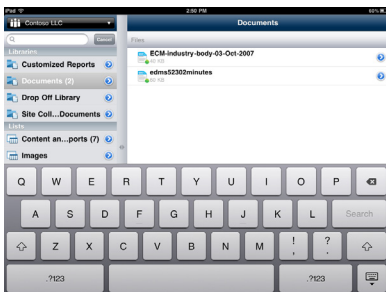 iPad
2:50 PM
60%
Contoso LLC
Documents
Cancel
Files
Libraries
Customized Reports
Documents (2)
Drop Off Library
Site Coll...Documents
Lists
Content an...ports (7)
Images
ECM-industry-body-03-Oct-2007
edms52302minutes
Q W E R T Y U I O P
A S D F G H J K L Search
Z X C V B N M ! , ? .
.?123 .?123